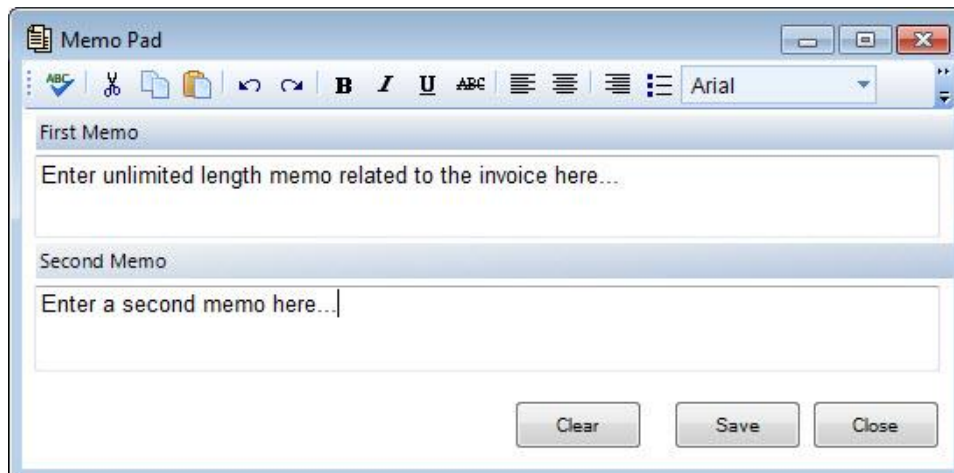 Memo Pad
ABC B I U ABC Arial
First Memo
Enter unlimited length memo related to the invoice here...
Second Memo
Enter a second memo here...
Clear Save Close